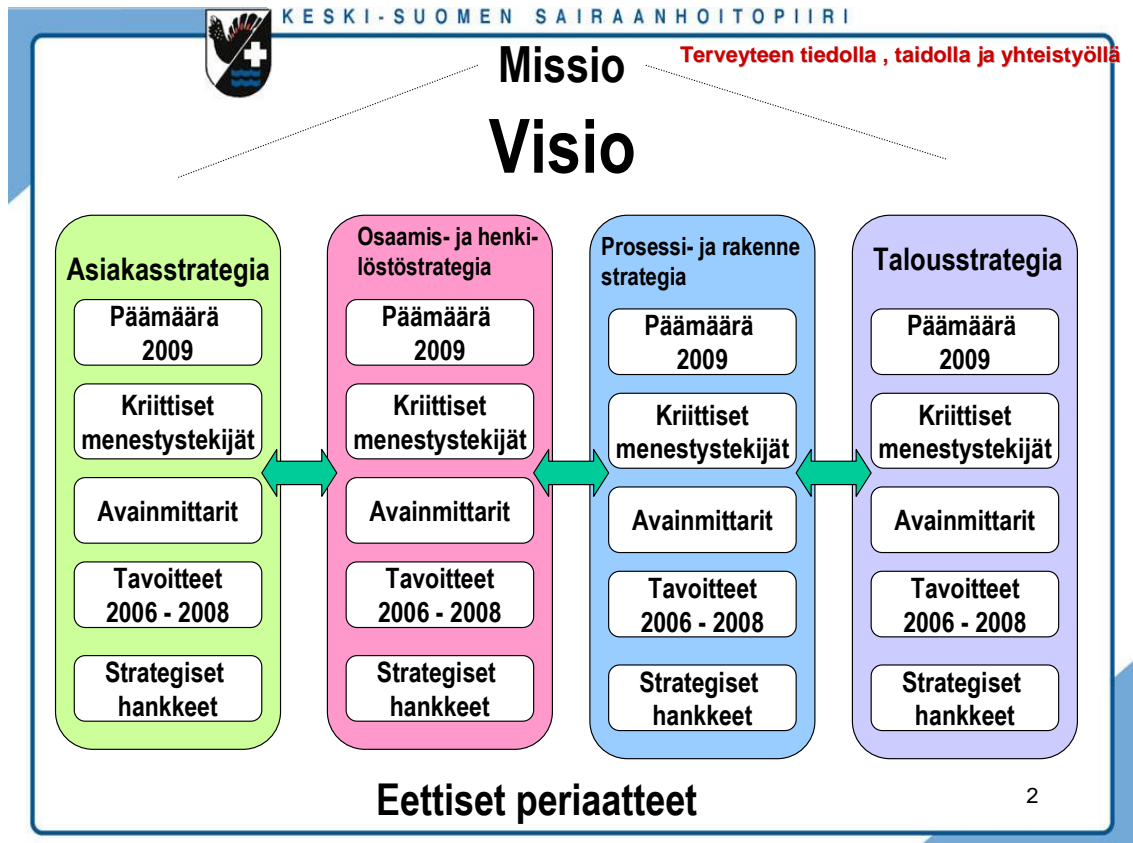 KESKI-SUOMEN SAIRAANHOITOPIIRI
Terveyteen tiedolla , taidolla ja yhteistyöllä
Missio
Visio
Asiakasstrategia
Päämäärä
2009
Kriittiset
menestystekijät
Avainmittarit
Tavoitteet
2006 - 2008
Strategiset
hankkeet
Osaamis- ja henki-
löstöstrategia
Päämäärä
2009
Kriittiset
menestystekijät
Avainmittarit
Tavoitteet
2006 - 2008
Strategiset
hankkeet
Prosessi- ja rakenne
strategia
Päämäärä
2009
Kriittiset
menestystekijät
Avainmittarit
Tavoitteet
2006 - 2008
Strategiset
hankkeet
Talousstrategia
Päämäärä
2009
Kriittiset
menestystekijät
Avainmittarit
Tavoitteet
2006 - 2008
Strategiset
hankkeet
Eettiset periaatteet
2